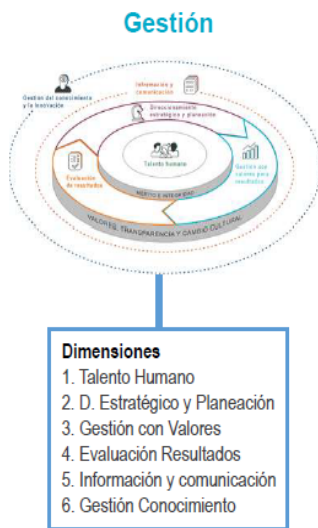 Gestión
Gestión del conocimiento
y la innovación
Información y
comunicación
Direccionamiento
estratégico y planeación
Talento humano
Evaluación
de resultados
Gestión con
valores para
resultados
MÉRITO E INTEGRIDAD
VALORES, TRANSPARENCIA Y CAMBIO CULTURAL
Dimensiones
1. Talento Humano
2. D. Estratégico y Planeación
3. Gestión con Valores
4. Evaluación Resultados
5. Información y comunicación
6. Gestión Conocimiento